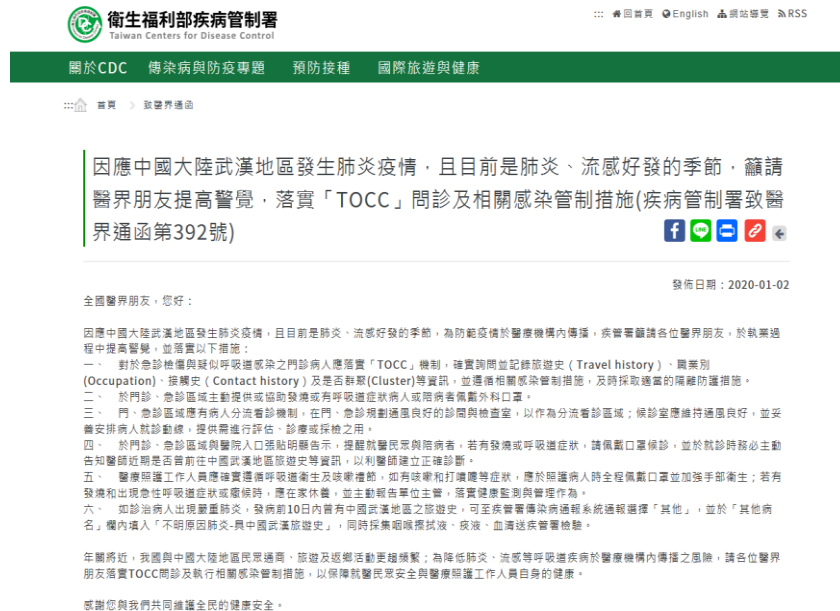 衛生福利部疾病管制署
Taiwan Centers for Disease Control
::: 回首頁 English 網站導覽 RSS
關於CDC 傳染病與防疫專題 預防接種 國際旅遊與健康
::: 首頁 > 致醫界通函
因應中國大陸武漢地區發生肺炎疫情，且目前是肺炎、流感好發的季節，籲請
醫界朋友提高警覺，落實「TOCC」問診及相關感染管制措施(疾病管制署致醫
界通函第392號)
發佈日期：2020-01-02
全國醫界朋友，您好：
因應中國大陸武漢地區發生肺炎疫情，且目前是肺炎、流感好發的季節，為防範疫情於醫療機構內傳播，疾管署籲請各位醫界朋友，於執業過
程中提高警覺，並落實以下措施：
一、 對於急診檢傷與疑似呼吸道感染之門診病人應落實「TOCC」機制，確實詢問並記錄旅遊史（Travel history）、職業別
(Occupation)、接觸史（Contact history）及是否群聚(Cluster)等資訊，並遵循相關感染管制措施，及時採取適當的隔離防護措施。
二、 於門診、急診區域主動提供或協助發燒或有呼吸道症狀病人或陪病者佩戴外科口罩。
三、 門、急診區域應有病人分流看診機制，在門、急診規劃通風良好的診間與檢查室，以作為分流看診區域；候診室應維持通風良好，並妥
善安排病人就診動線，提供需進行評估、診療或採檢之用。
四、 於門診、急診區域與醫院入口張貼明顯告示，提醒就醫民眾與陪病者，若有發燒或呼吸道症狀，請佩戴口罩候診，並於就診時務必主動
告知醫師近期是否曾前往中國武漢地區旅遊史等資訊，以利醫師建立正確診斷。
五、 醫療照護工作人員應確實遵循呼吸道衛生及咳嗽禮節，如有咳嗽和打噴嚏等症狀，應於照護病人時全程佩戴口罩並加強手部衛生；若有
發燒和出現急性呼吸道症狀或癥候時，應在家休養，並主動報告單位主管，落實健康監測與管理作為。
六、 如診治病人出現嚴重肺炎，發病前10日內曾有中國武漢地區之旅遊史，可至疾管署傳染病通報系統通報選擇「其他」，並於「其他病
名」欄內填入「不明原因肺炎-具中國武漢旅遊史」，同時採集咽喉擦拭液、痰液、血清送疾管署檢驗。
年關將近，我國與中國大陸地區民眾通商、旅遊及返鄉活動更趨頻繁；為降低肺炎、流感等呼吸道疾病於醫療機構內傳播之風險，請各位醫界
朋友落實TOCC問診及執行相關感染管制措施，以保障就醫民眾安全與醫療照護工作人員自身的健康。
感謝您與我們共同維護全民的健康安全。